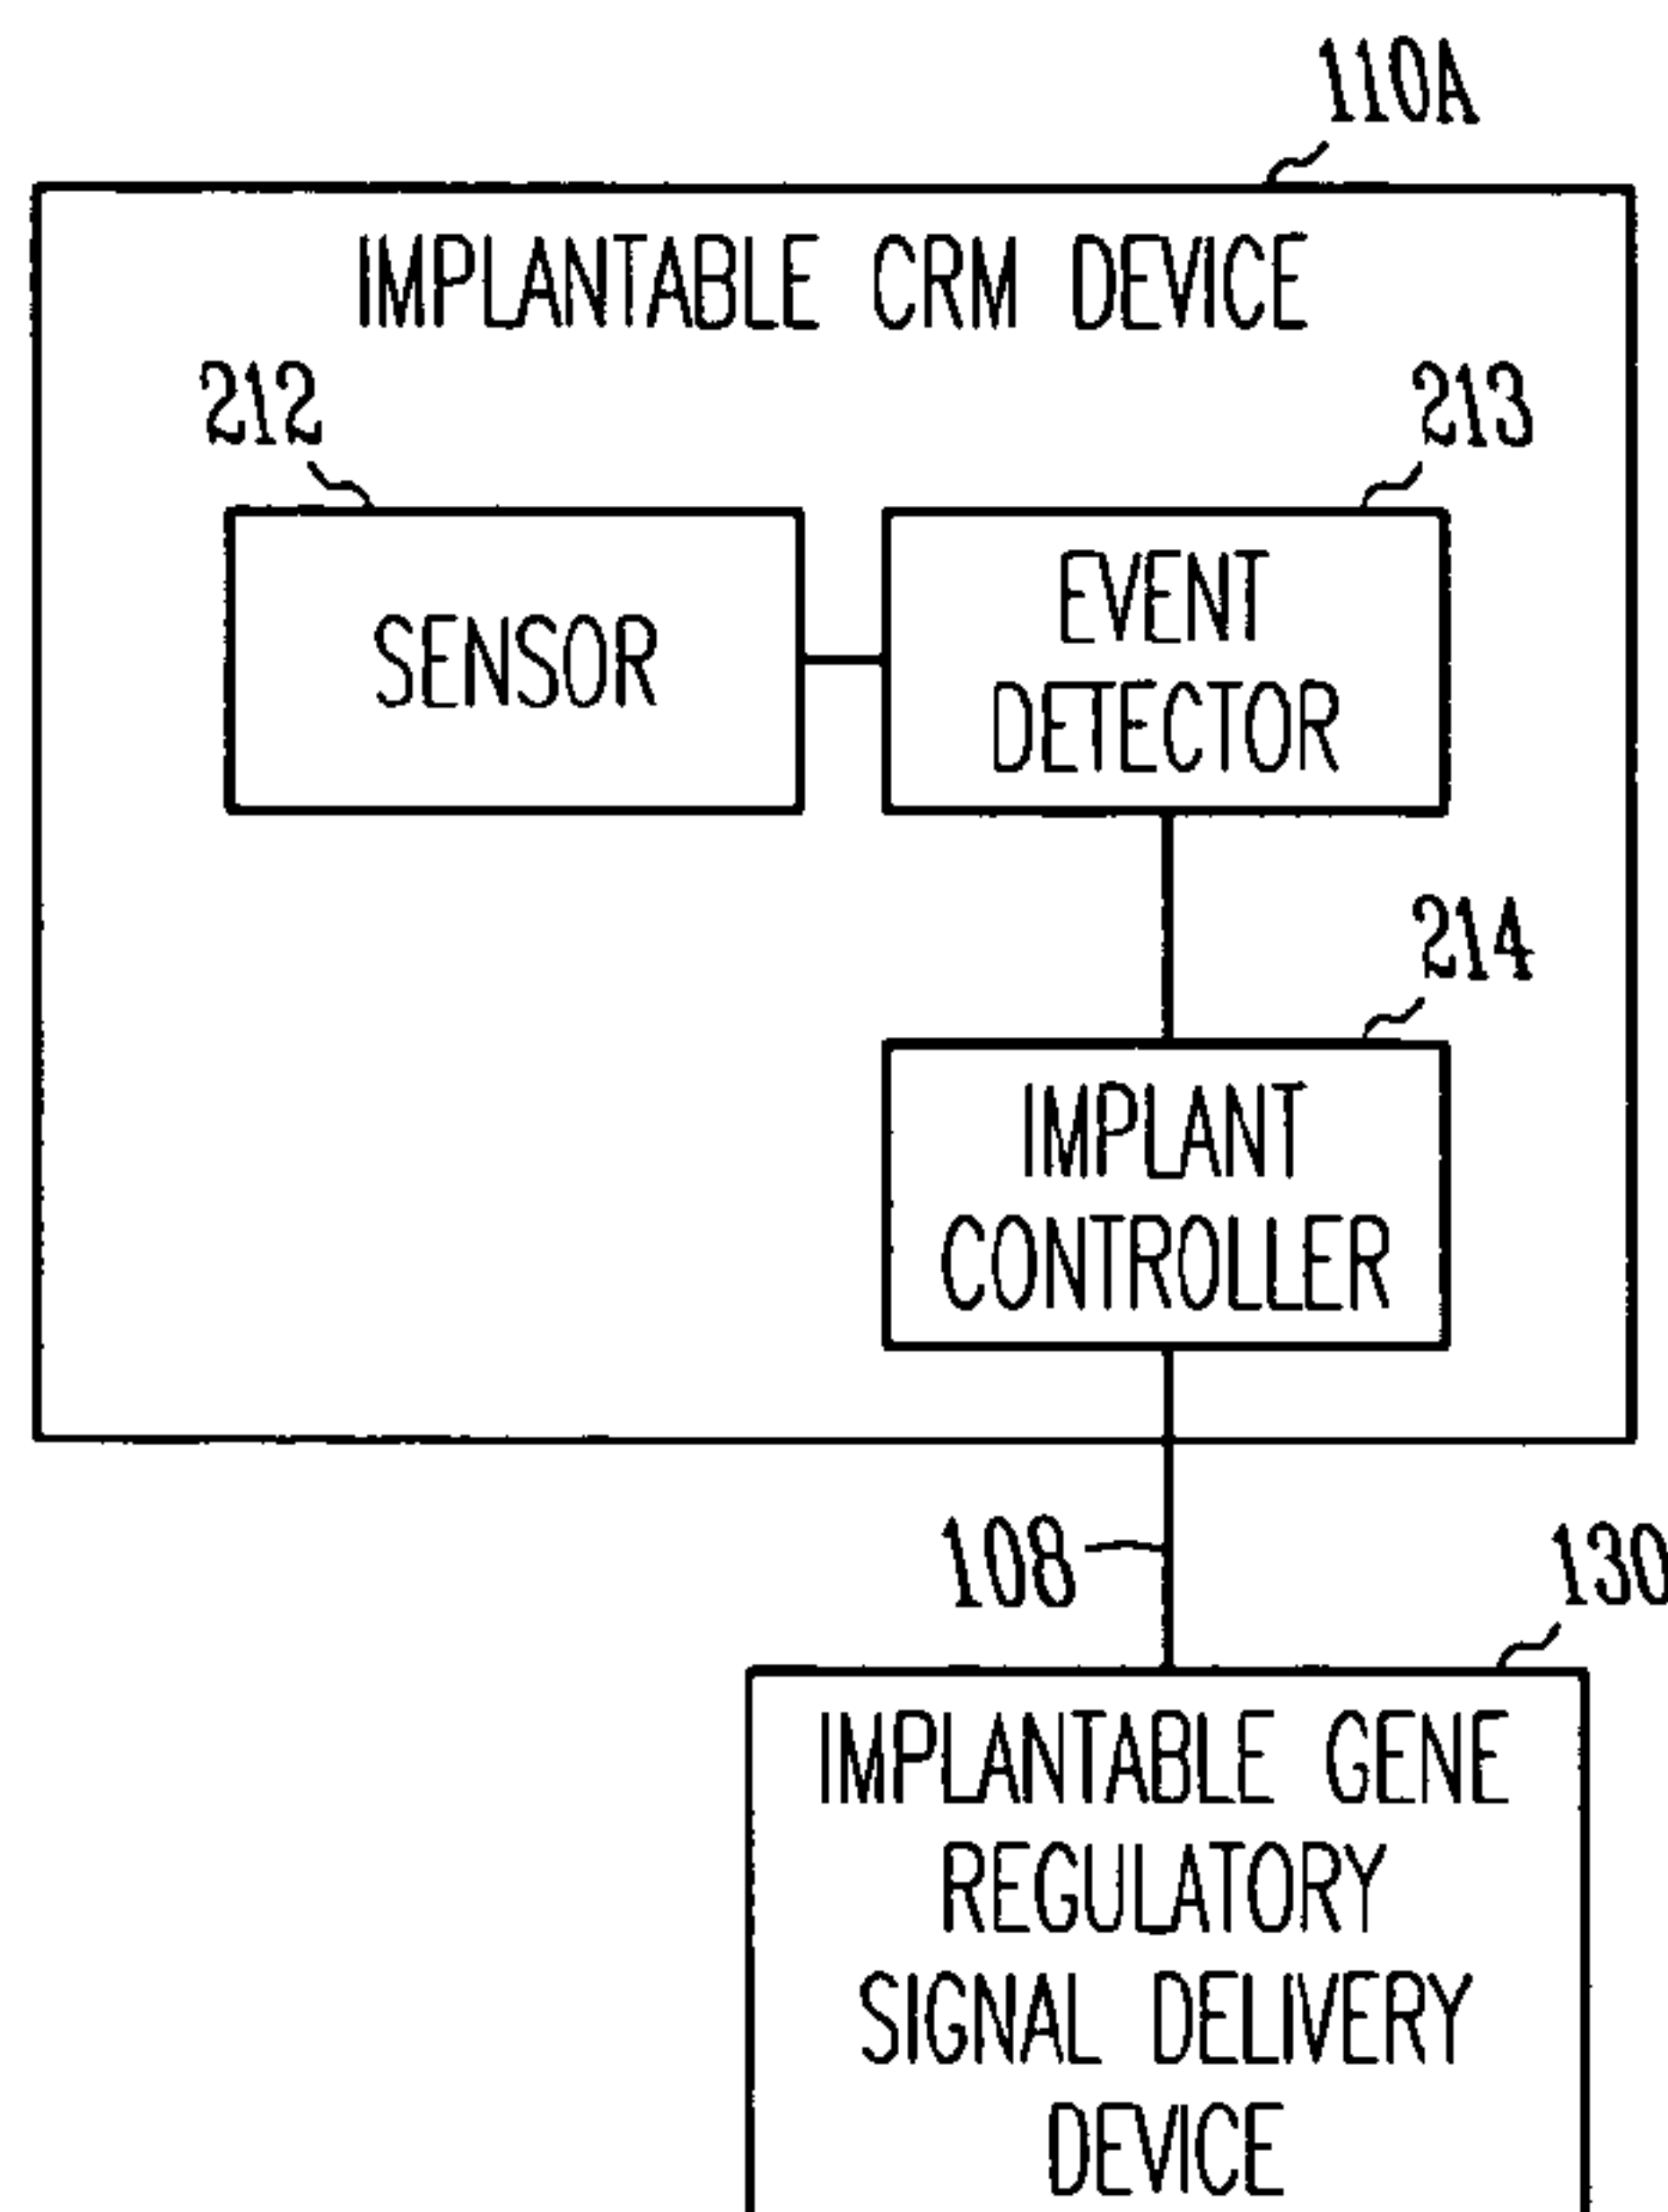 110A
IMPLANTABLE CRM DEVICE
212
213
SENSOR
EVENT
DETECTOR
214
IMPLANT
CONTROLLER
108
130
IMPLANTABLE GENE
REGULATORY
SIGNAL DELIVERY
DEVICE